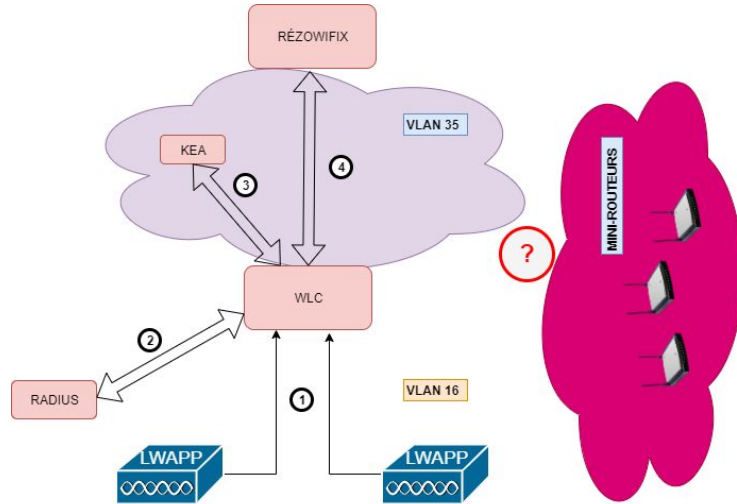 RÉZOWIFIX
VLAN 35
KEA
3
4
MINI-ROUTEURS
?
WLC
2
RADIUS
1
VLAN 16
LWAPP
LWAPP